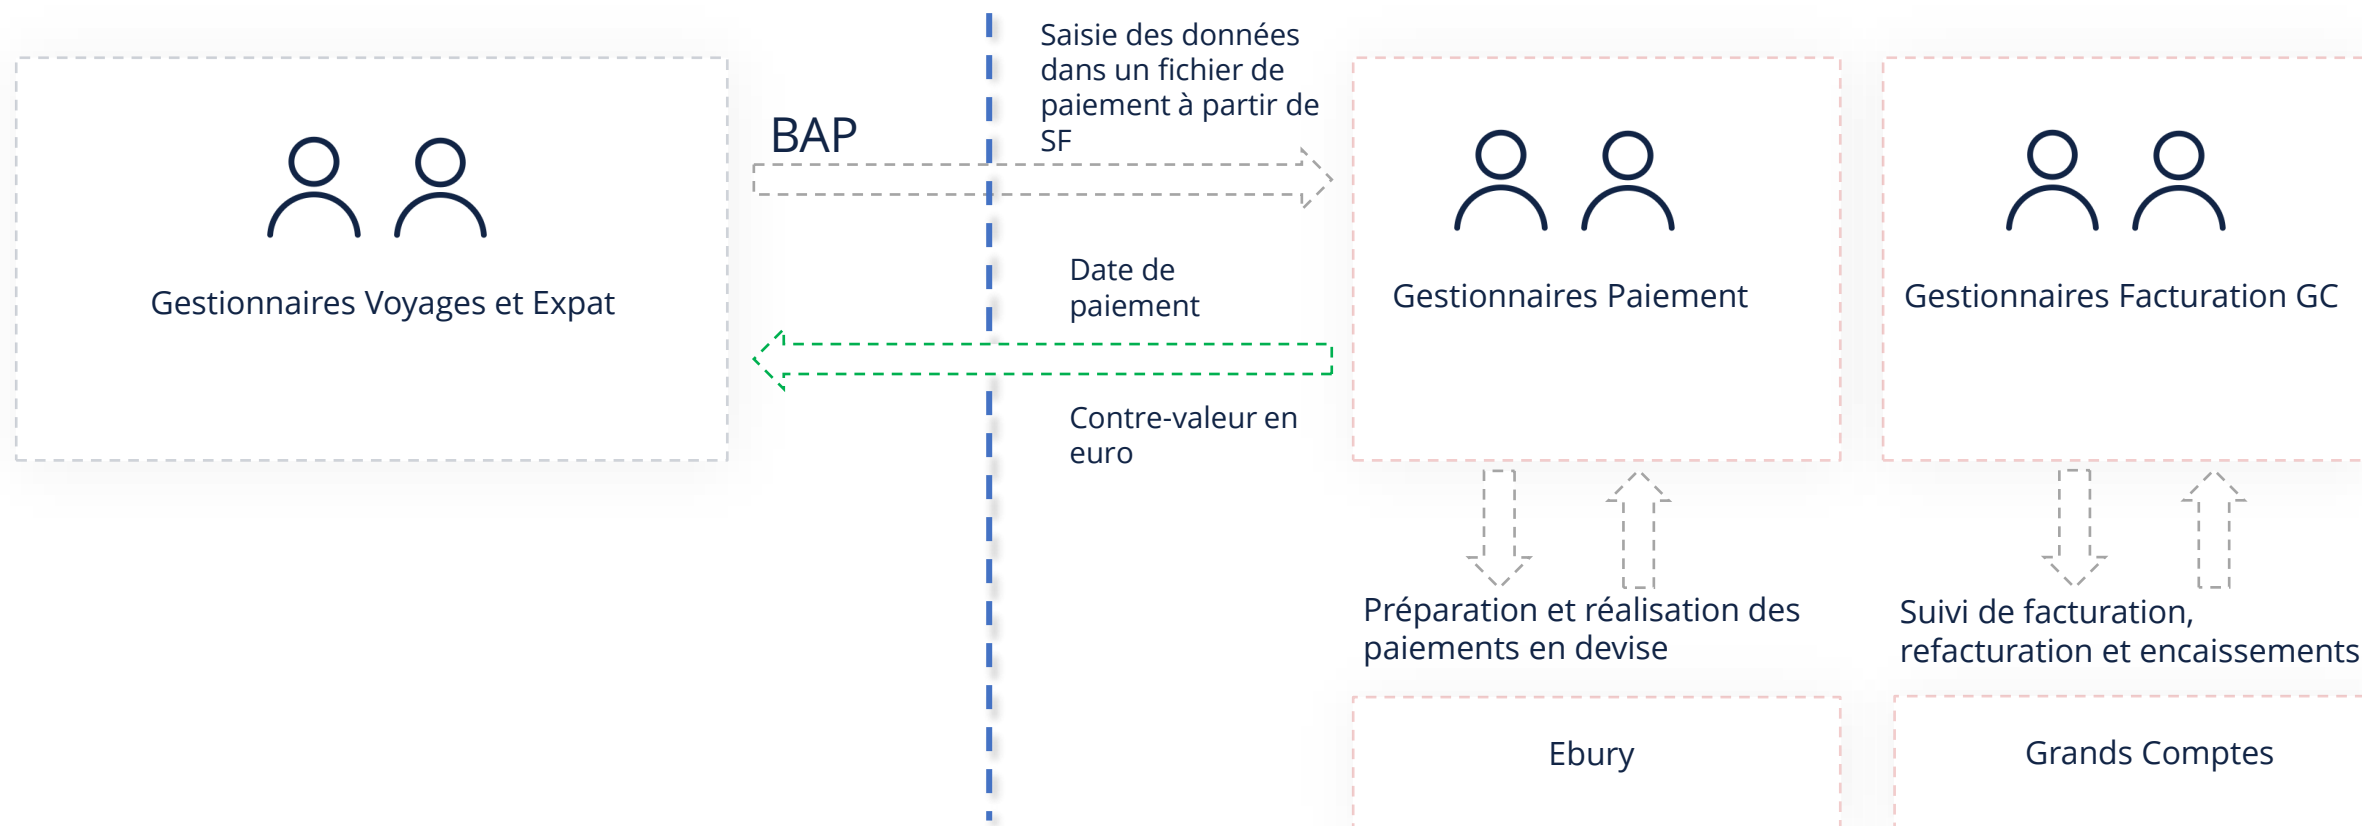 Saisie des données
dans un fichier de
paiement à partir de
SF
BAP
Date de
paiement
Contre-valeur en
euro
Gestionnaires Voyages et Expat
Gestionnaires Paiement
Gestionnaires Facturation GC
Préparation et réalisation des
paiements en devise
Suivi de facturation,
refacturation et encaissements
Ebury
Grands Comptes